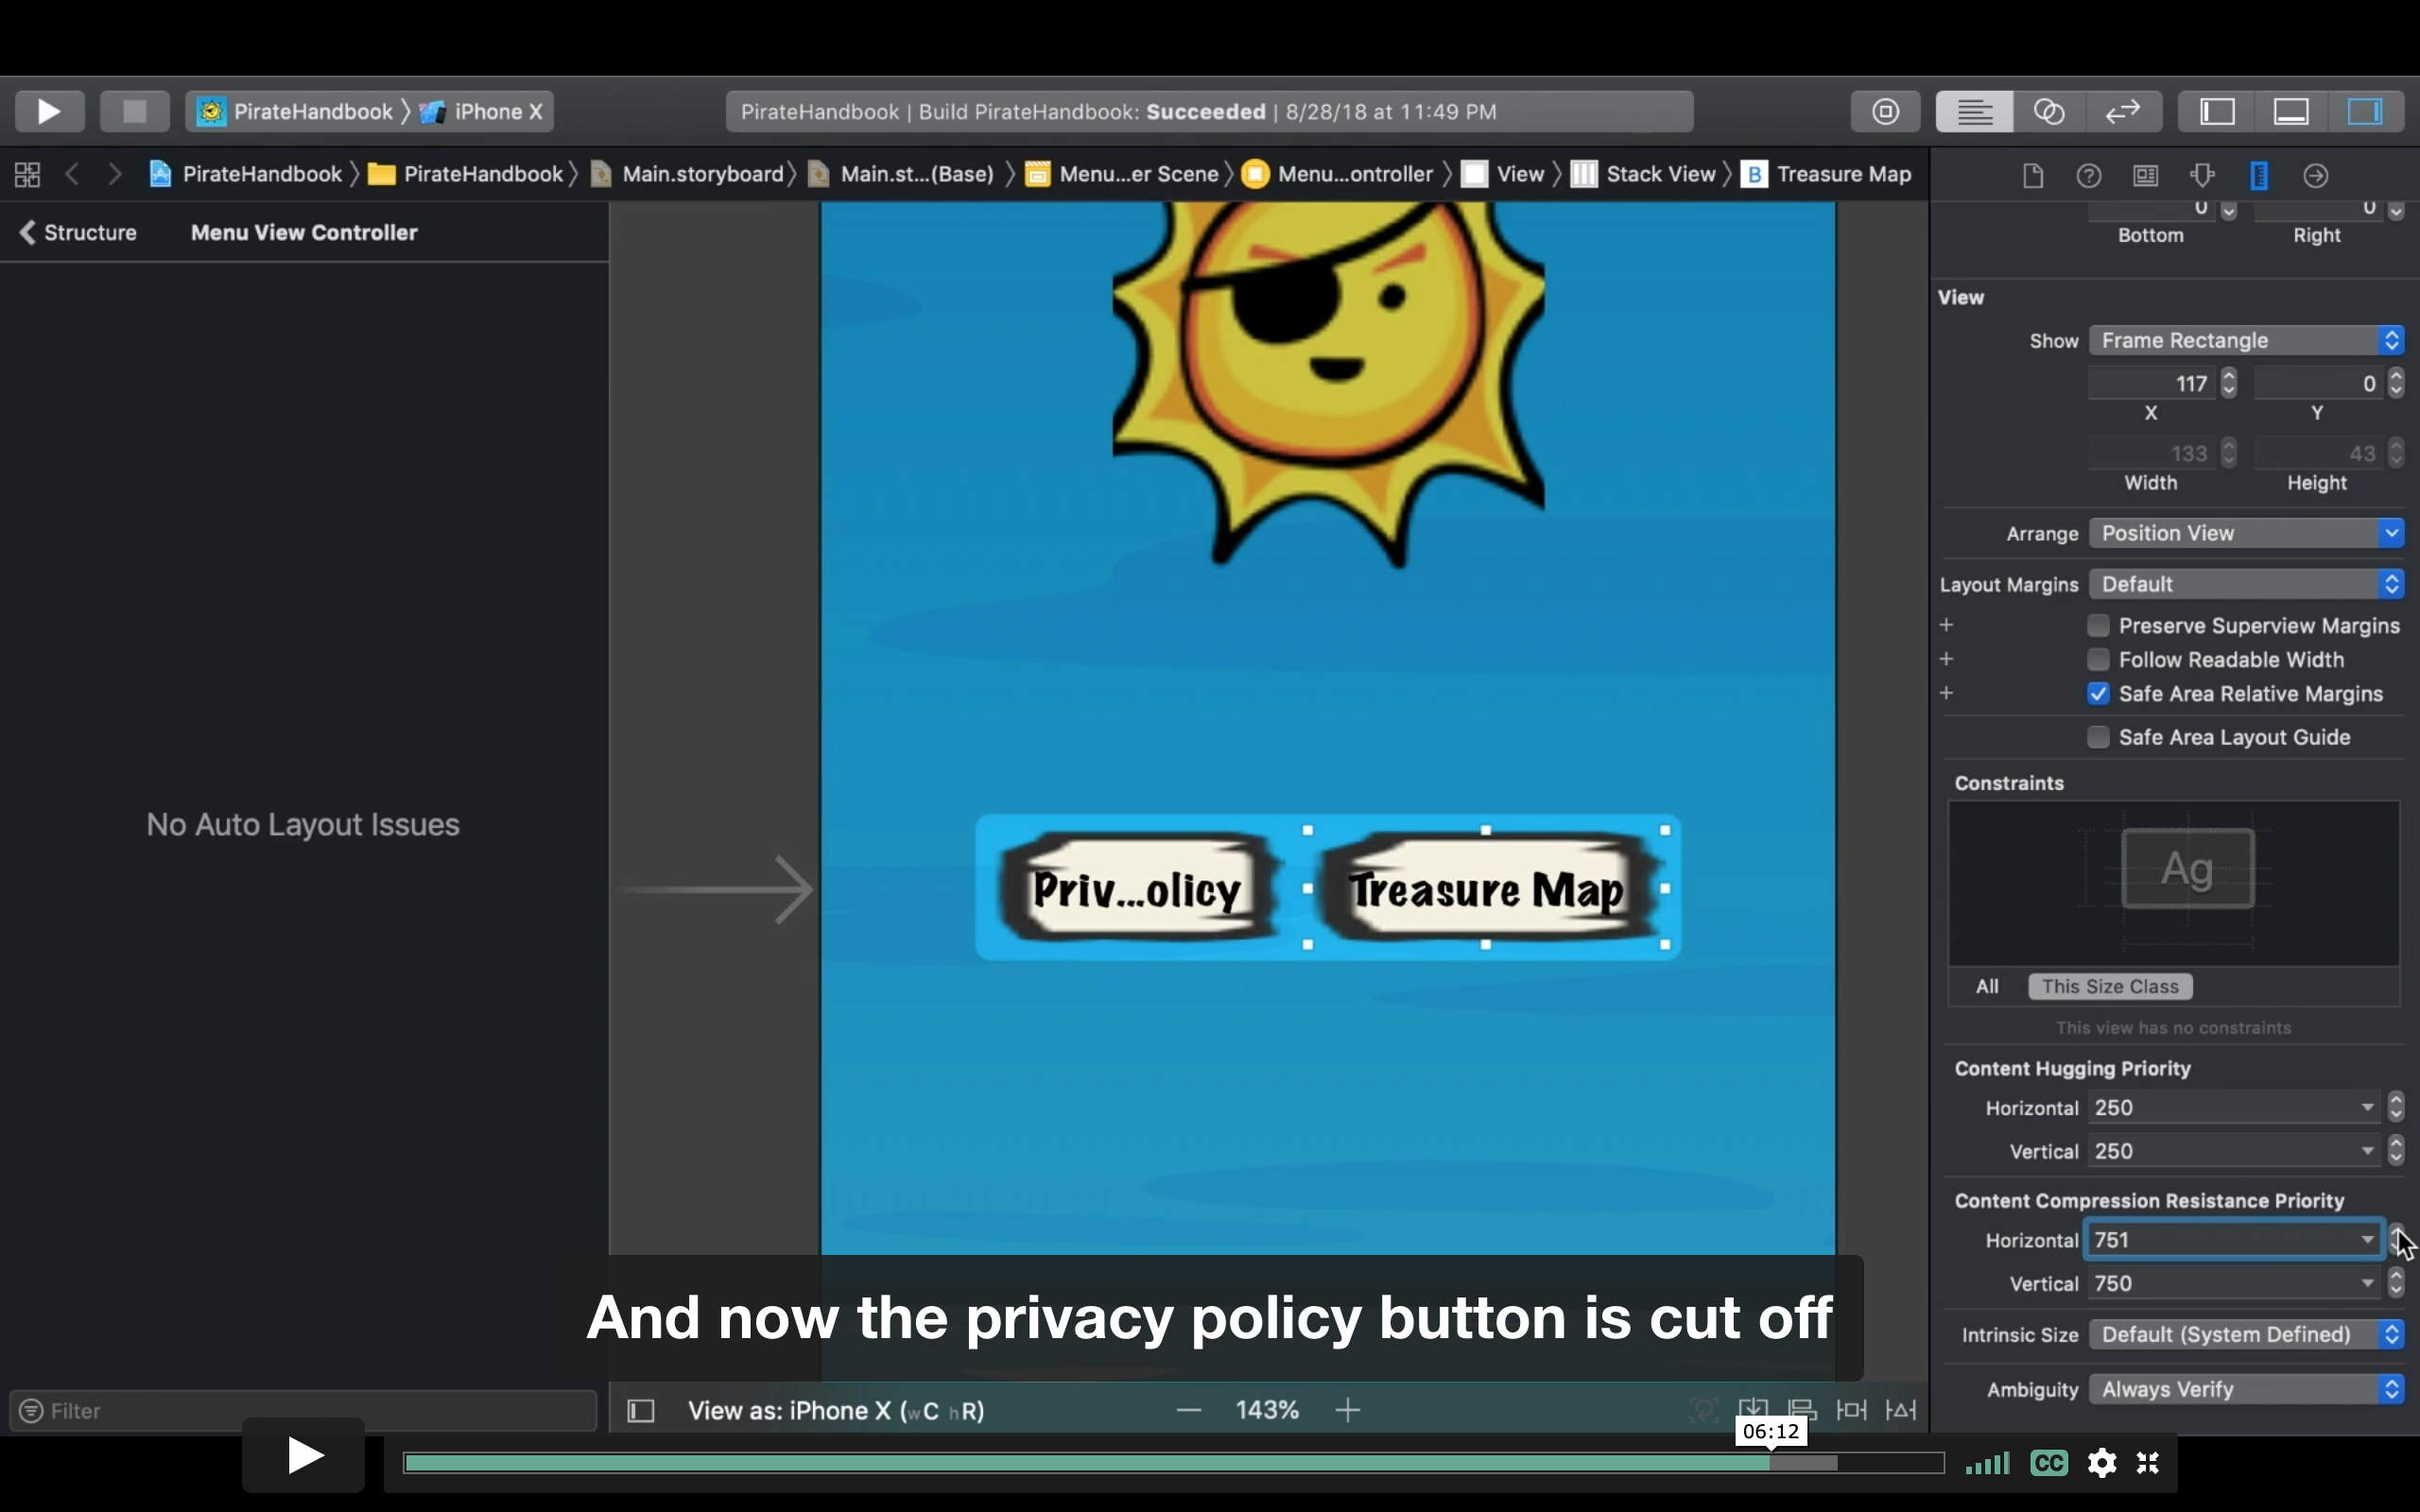 PirateHandbook 〉 iPhone X
PirateHandbook | Build PirateHandbook: Succeeded | 8/28/18 at 11:49 PM
PirateHandbook 〉 PirateHandbook 〉 Main.storyboard 〉 Main.st...(Base) 〉 Menu...er Scene 〉 Menu...ontroller 〉 View 〉 Stack View 〉 B Treasure Map
Structure
Menu View Controller
No Auto Layout Issues
Filter
Priv...olicy
Treasure Map
And now the privacy policy button is cut off
View as: iPhone X (wC hR)
— 143% +
0 0
Bottom Right
View
Show Frame Rectangle
117 0
X Y
133 43
Width Height
Arrange Position View
Layout Margins Default
+ Preserve Superview Margins
+ Follow Readable Width
+ Safe Area Relative Margins
Safe Area Layout Guide
Constraints
Ag
All This Size Class
This view has no constraints
Content Hugging Priority
Horizontal 250
Vertical 250
Content Compression Resistance Priority
Horizontal 751
Vertical 750
Intrinsic Size Default (System Defined)
Ambiguity Always Verify
06:12
CC